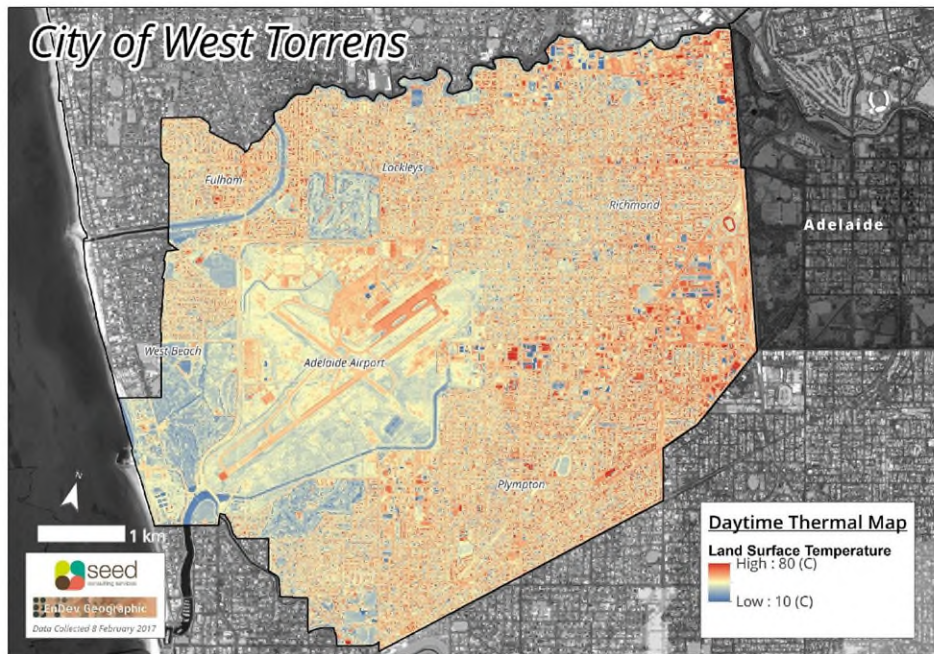 City of West Torrens
Fulham
Lockleys
Richmond
Adelaide
West Beach
Adelaide Airport
Plympton
N
1 km
seed
consulting services
EnDev Geographic
Data Collected 8 February 2017
Daytime Thermal Map
Land Surface Temperature
High : 80 (C)
Low : 10 (C)